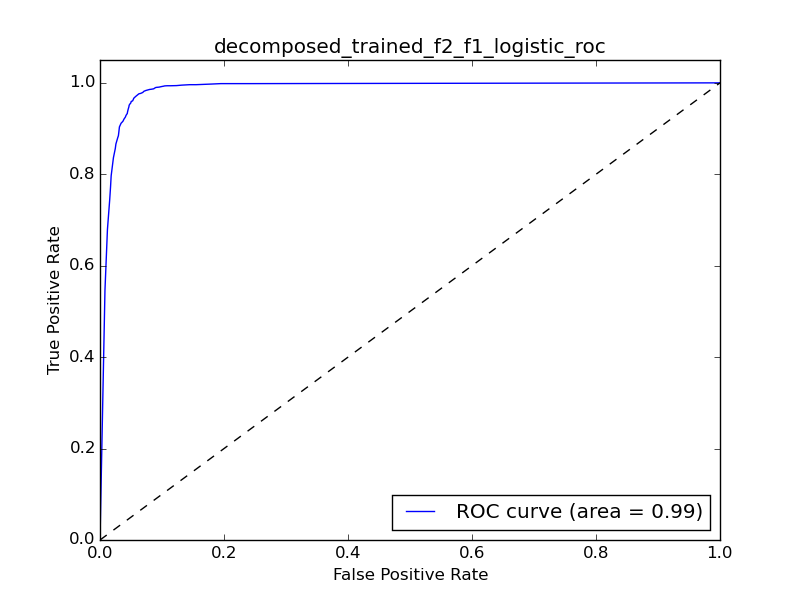 decomposed_trained_f2_f1_logistic_roc
1.0
0.8
0.6
0.4
0.2
0.0
True Positive Rate
ROC curve (area = 0.99)
0.0 0.2 0.4 0.6 0.8 1.0
False Positive Rate